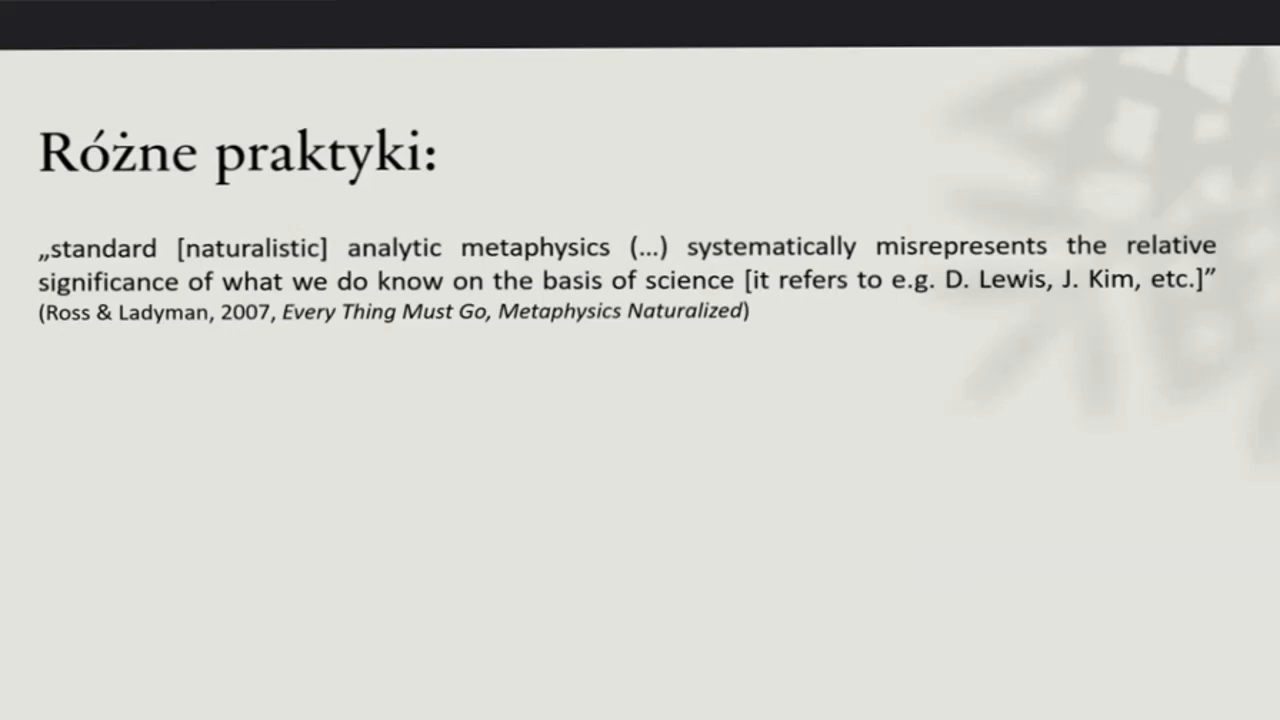 Różne praktyki:
„standard [naturalistic] analytic metaphysics (...) systematically misrepresents the relative
significance of what we do know on the basis of science [it refers to e.g. D. Lewis, J. Kim, etc.]”
(Ross & Ladyman, 2007, Every Thing Must Go, Metaphysics Naturalized)